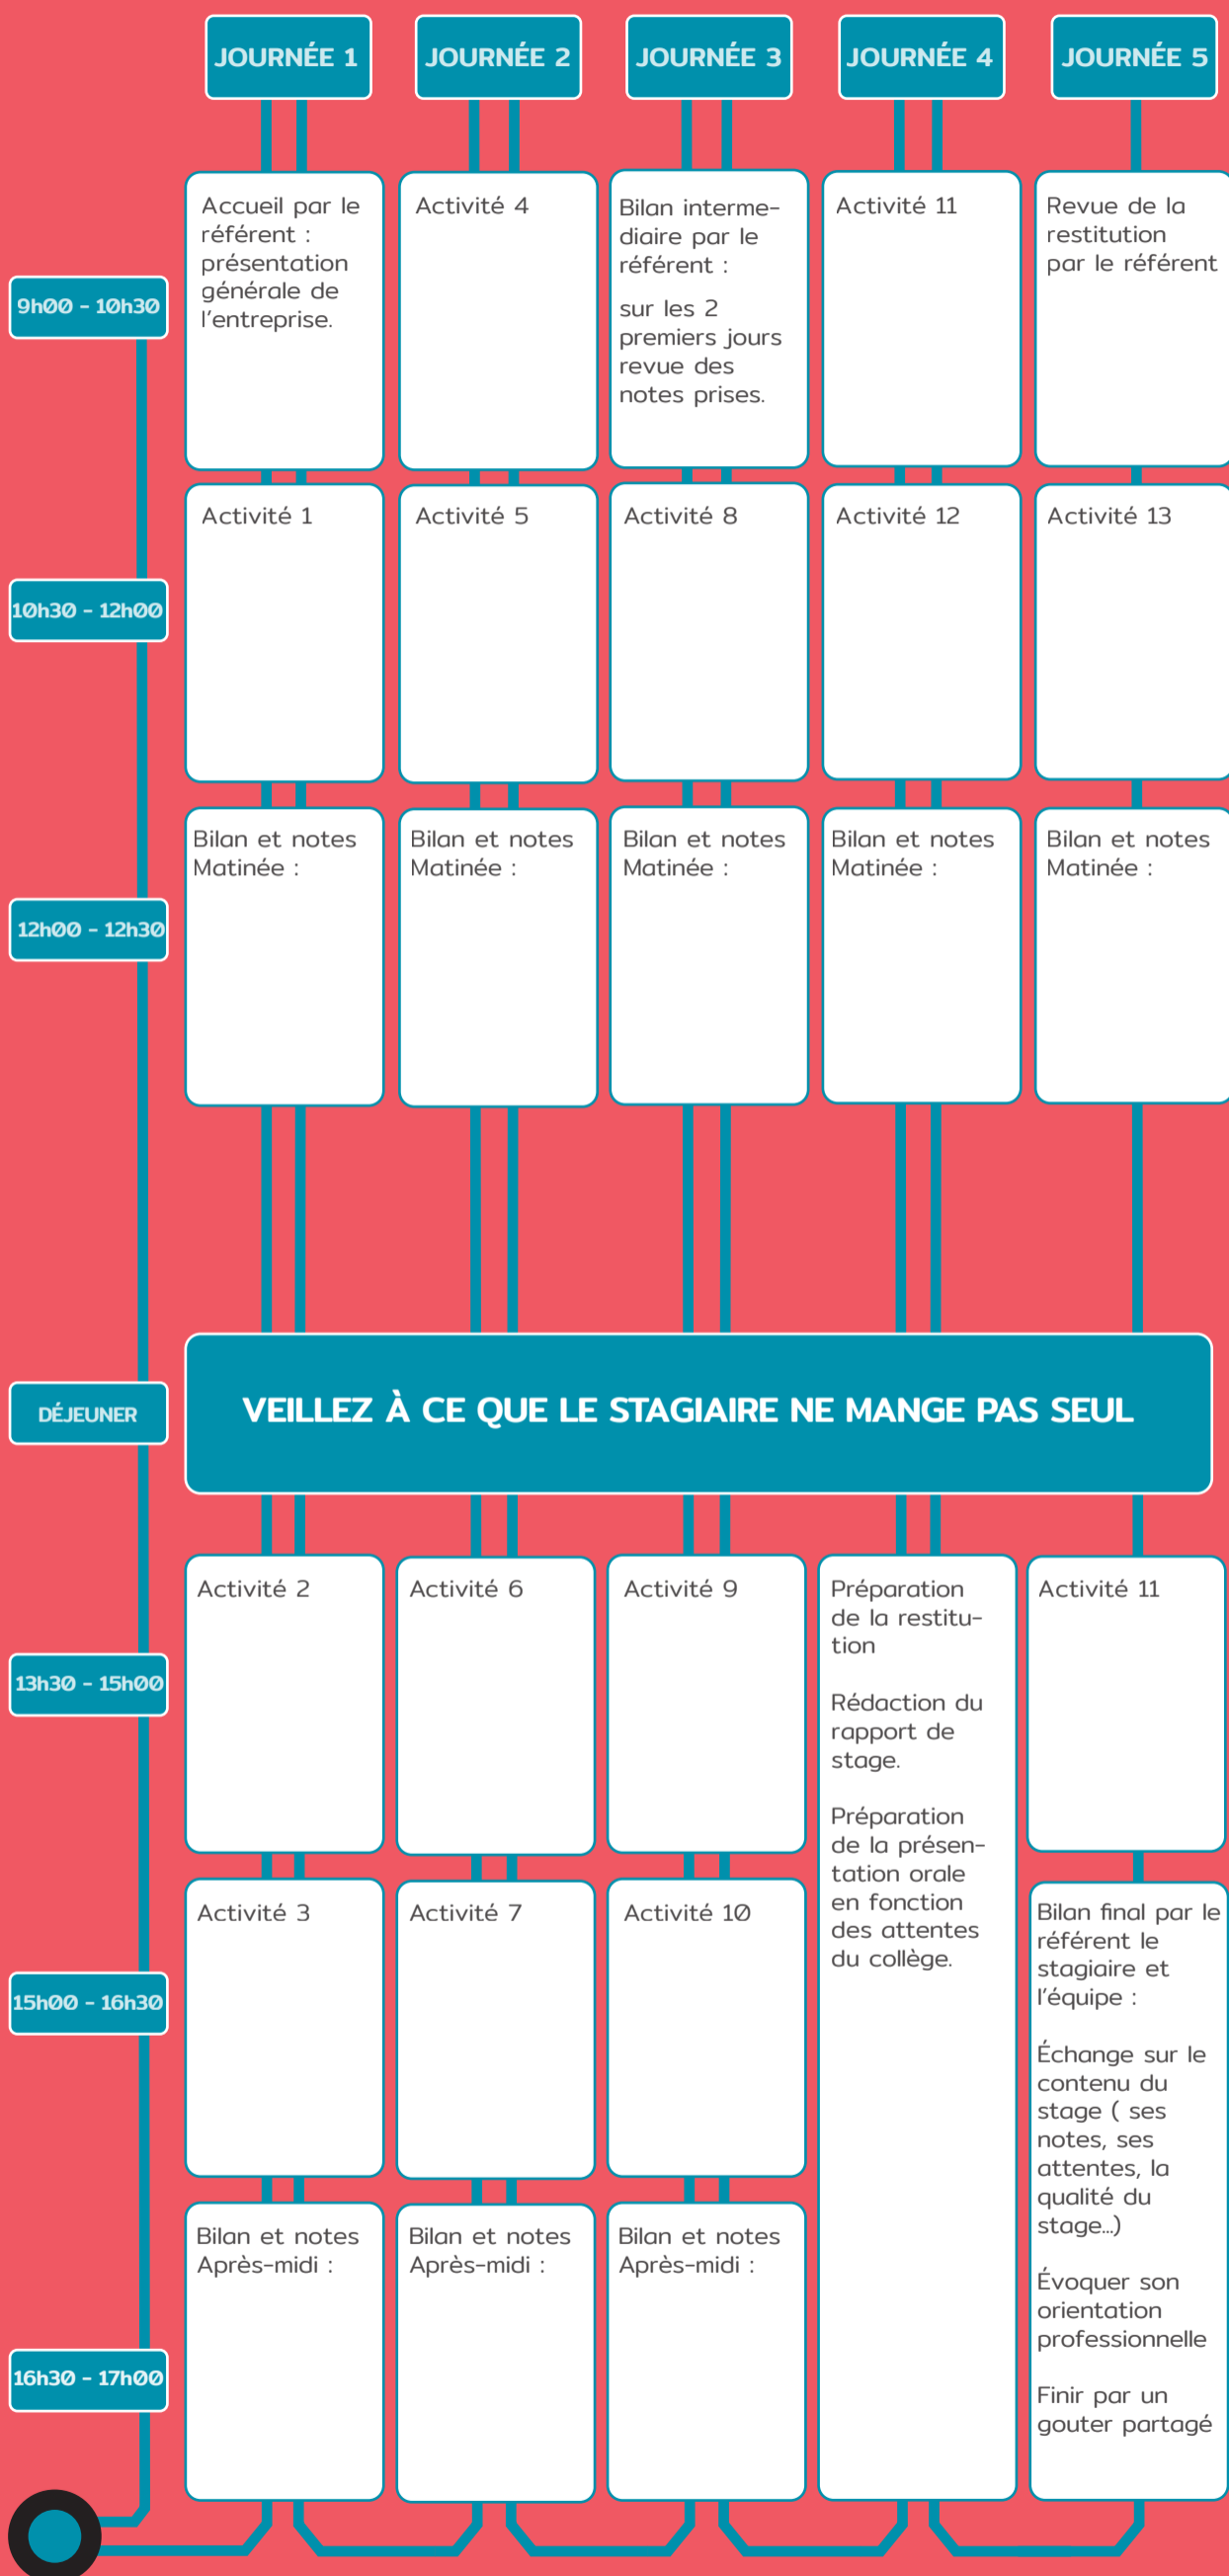 JOURNÉE 1
JOURNÉE 2
JOURNÉE 3
JOURNÉE 4
JOURNÉE 5
9h00 - 10h30
Accueil par le
référent :
présentation
générale de
l’entreprise.
Activité 4
Bilan interme-
diaire par le
référent :
sur les 2
premiers jours
revue des
notes prises.
Activité 11
Revue de la
restitution
par le référent
10h30 - 12h00
Activité 1
Activité 5
Activité 8
Activité 12
Activité 13
12h00 - 12h30
Bilan et notes
Matinée :
Bilan et notes
Matinée :
Bilan et notes
Matinée :
Bilan et notes
Matinée :
Bilan et notes
Matinée :
DÉJEUNER
VEILLEZ À CE QUE LE STAGIAIRE NE MANGE PAS SEUL
13h30 - 15h00
Activité 2
Activité 6
Activité 9
Préparation
de la restitu-
tion
Rédaction du
rapport de
stage.
Préparation
de la présen-
tation orale
en fonction
des attentes
du collège.
Activité 11
15h00 - 16h30
Activité 3
Activité 7
Activité 10
Bilan final par le
référent le
stagiaire et
l’équipe :
Échange sur le
contenu du
stage ( ses
notes, ses
attentes, la
qualité du
stage...)
Évoquer son
orientation
professionnelle
Finir par un
gouter partagé
16h30 - 17h00
Bilan et notes
Après-midi :
Bilan et notes
Après-midi :
Bilan et notes
Après-midi :